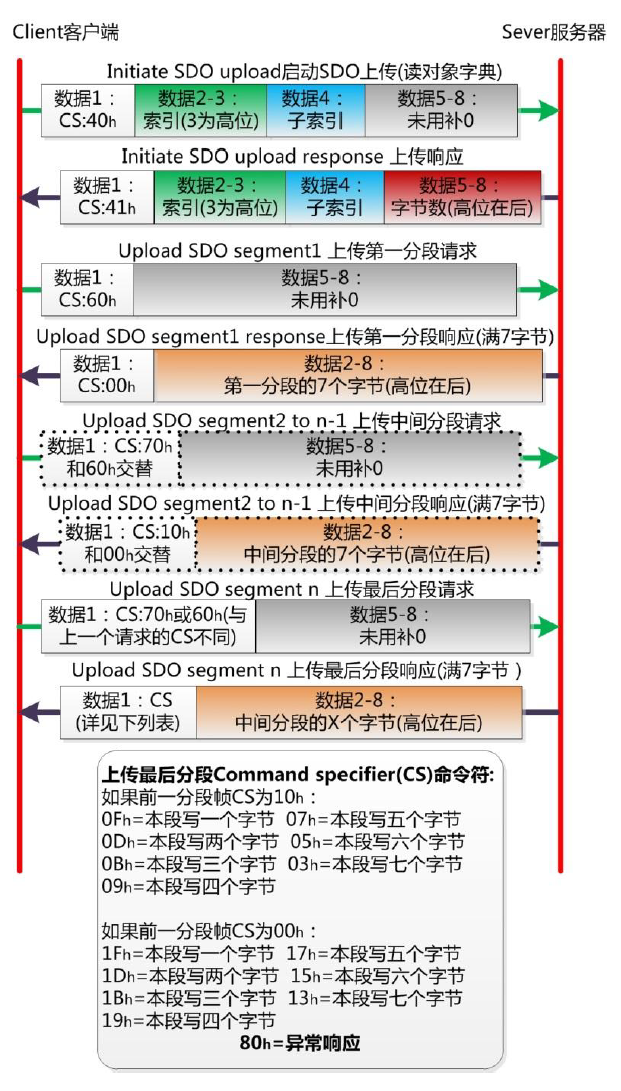 Client客户端
Sever服务器
Initiate SDO upload启动SDO上传(读对象字典)
数据1：
CS:40h
数据2-3：
索引(3为高位)
数据4：
子索引
数据5-8：
未用补0
Initiate SDO upload response 上传响应
数据1：
CS:41h
数据2-3：
索引(3为高位)
数据4：
子索引
数据5-8：
字节数(高位在后)
Upload SDO segment1 上传第一分段请求
数据1：
CS:60h
数据5-8：
未用补0
Upload SDO segment1 response上传第一分段响应(满7字节)
数据1：
CS:00h
数据2-8：
第一分段的7个字节(高位在后)
Upload SDO segment2 to n-1 上传中间分段请求
数据1：CS:70h
和60h交替
数据5-8：
未用补0
Upload SDO segment2 to n-1 上传中间分段响应(满7字节)
数据1：CS:10h
和00h交替
数据2-8：
中间分段的7个字节(高位在后)
Upload SDO segment n 上传最后分段请求
数据1：CS:70h或60h(与
上一个请求的CS不同)
数据5-8：
未用补0
Upload SDO segment n 上传最后分段响应(满7字节 )
数据1：CS
(详见下列表)
数据2-8：
中间分段的X个字节(高位在后)
上传最后分段Command specifier(CS)命令符:
如果前一分段帧CS为10h：
0Fh=本段写一个字节 07h=本段写五个字节
0Dh=本段写两个字节 05h=本段写六个字节
0Bh=本段写三个字节 03h=本段写七个字节
09h=本段写四个字节
如果前一分段帧CS为00h：
1Fh=本段写一个字节 17h=本段写五个字节
1Dh=本段写两个字节 15h=本段写六个字节
1Bh=本段写三个字节 13h=本段写七个字节
19h=本段写四个字节
80h=异常响应